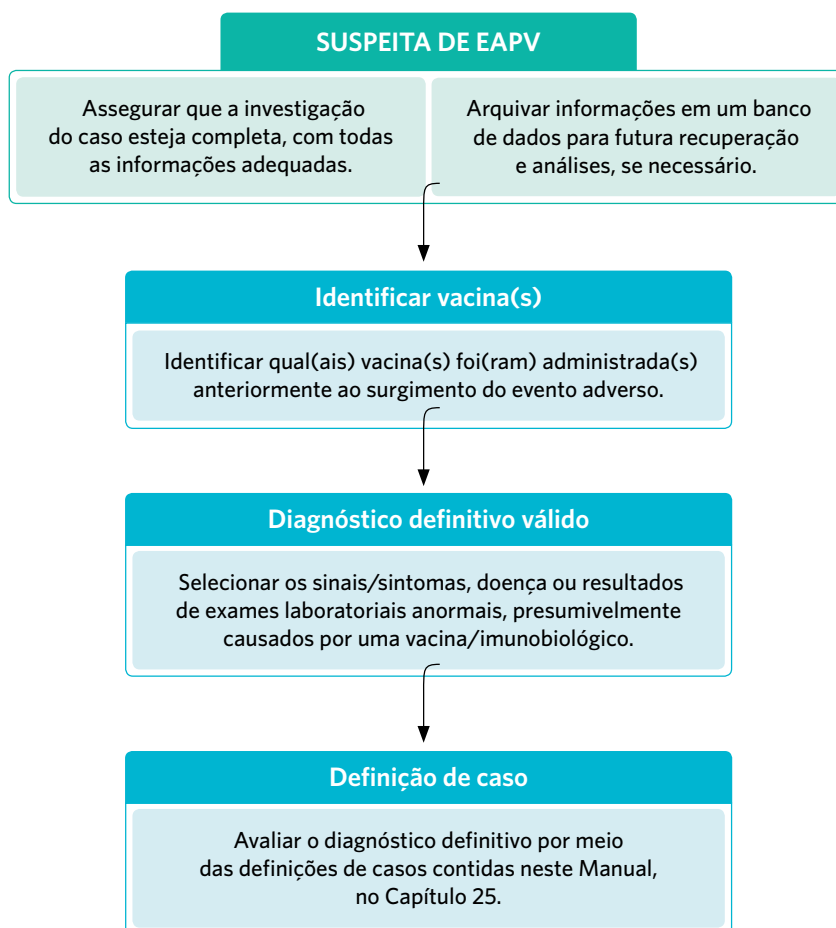 SUSPEITA DE EAPV
Assegurar que a investigação
do caso esteja completa, com todas
as informações adequadas.
Arquivar informações em um banco
de dados para futura recuperação
e análises, se necessário.
Identificar vacina(s)
Identificar qual(ais) vacina(s) foi(ram) administrada(s)
anteriormente ao surgimento do evento adverso.
Diagnóstico definitivo válido
Selecionar os sinais/sintomas, doença ou resultados
de exames laboratoriais anormais, presumivelmente
causados por uma vacina/imunobiológico.
Definição de caso
Avaliar o diagnóstico definitivo por meio
das definições de casos contidas neste Manual,
no Capítulo 25.